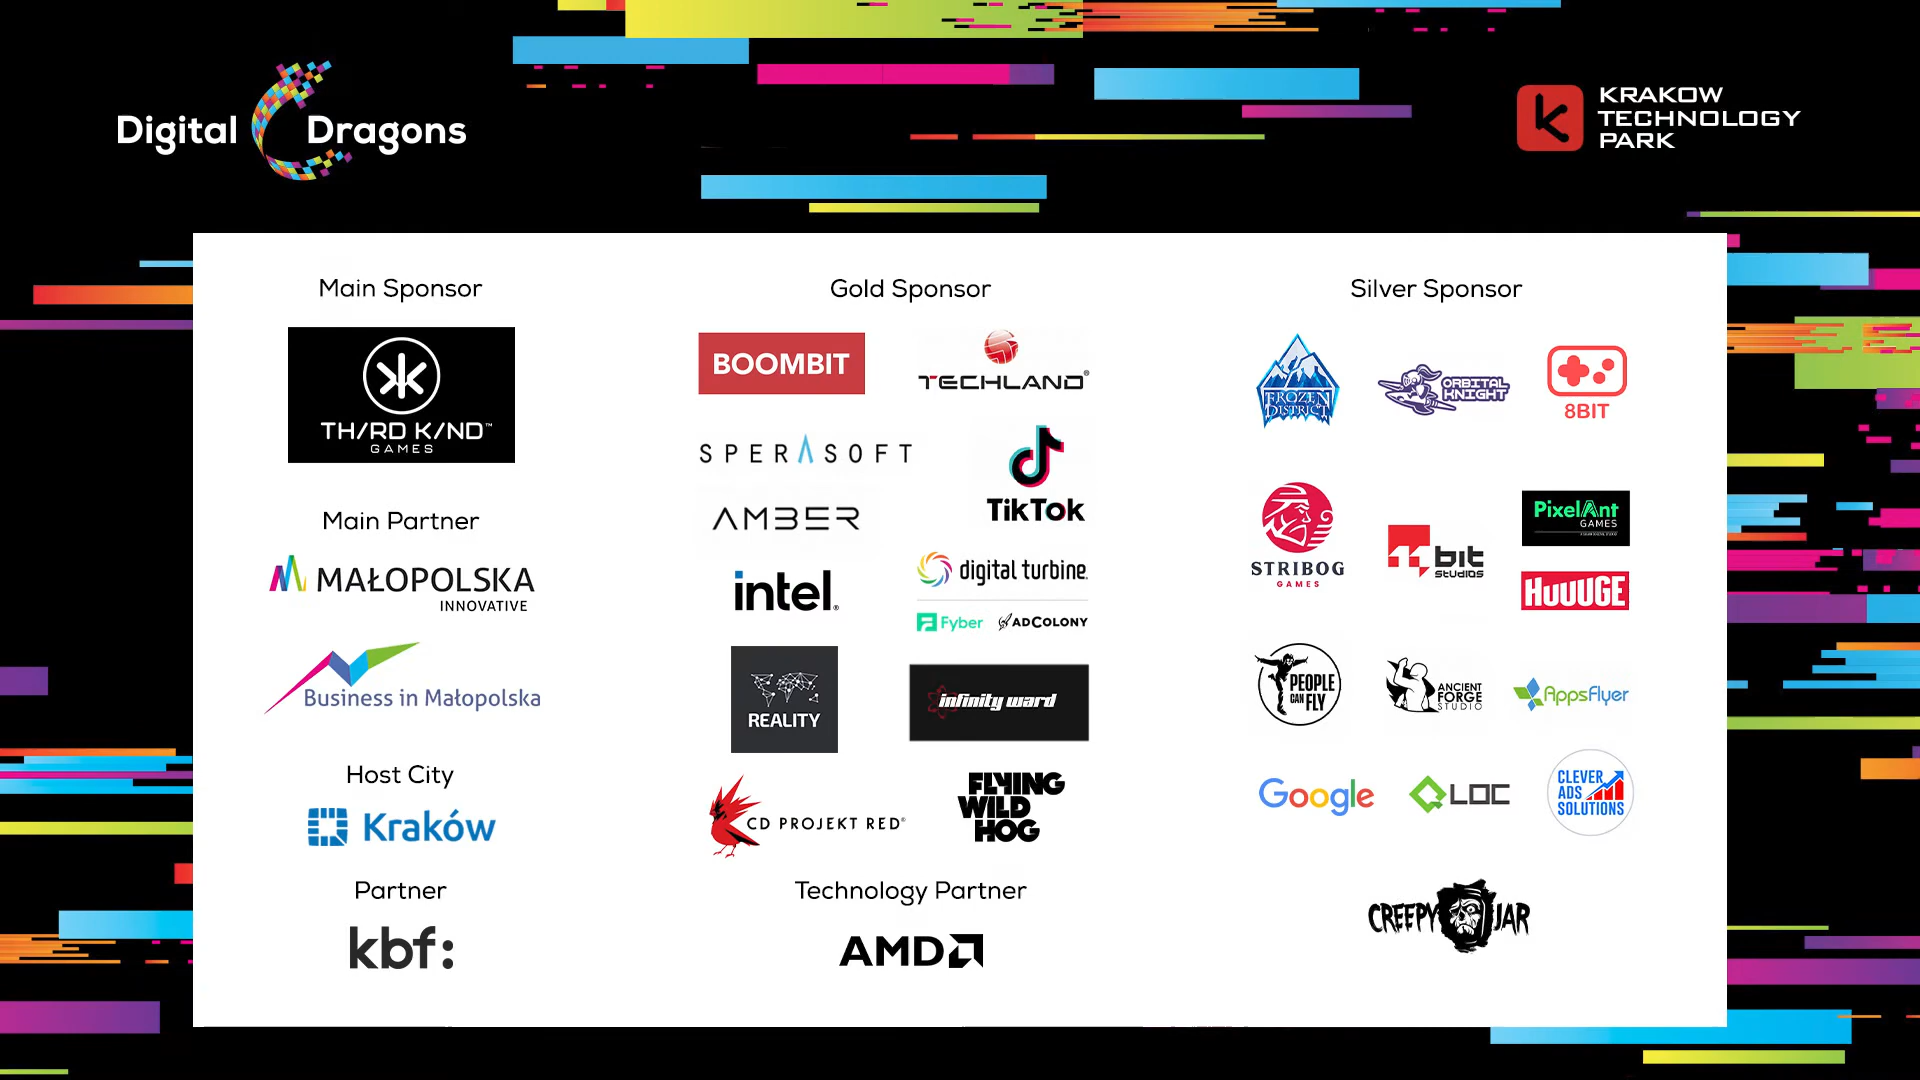 Digital Dragons
KRAKOW
TECHNOLOGY
PARK
Main Sponsor
TH/RD K/ND™
GAMES
Main Partner
MAŁOPOLSKA
INNOVATIVE
Business in Małopolska
Host City
Kraków
Partner
kbf:
Gold Sponsor
BOOMBIT
TECHLAND®
SPERASOFT
TikTok
AMBER
intel®
digital turbine
Fyber
ADCOLONY
REALITY
infinity ward
CD PROJEKT RED®
FLYING
WILD
HOG
Technology Partner
AMD
Silver Sponsor
FROZEN
DISTRICT
ORBITAL
KNIGHT
8BIT
STRIBOG
GAMES
11 bit
STUDIOS
PixelAnt
GAMES
HUUUGE
PEOPLE
CAN FLY
ANCIENT
FORGE
STUDIO
AppsFlyer
Google
QLOC
CLEVER
ADS
SOLUTIONS
CREEPY JAR